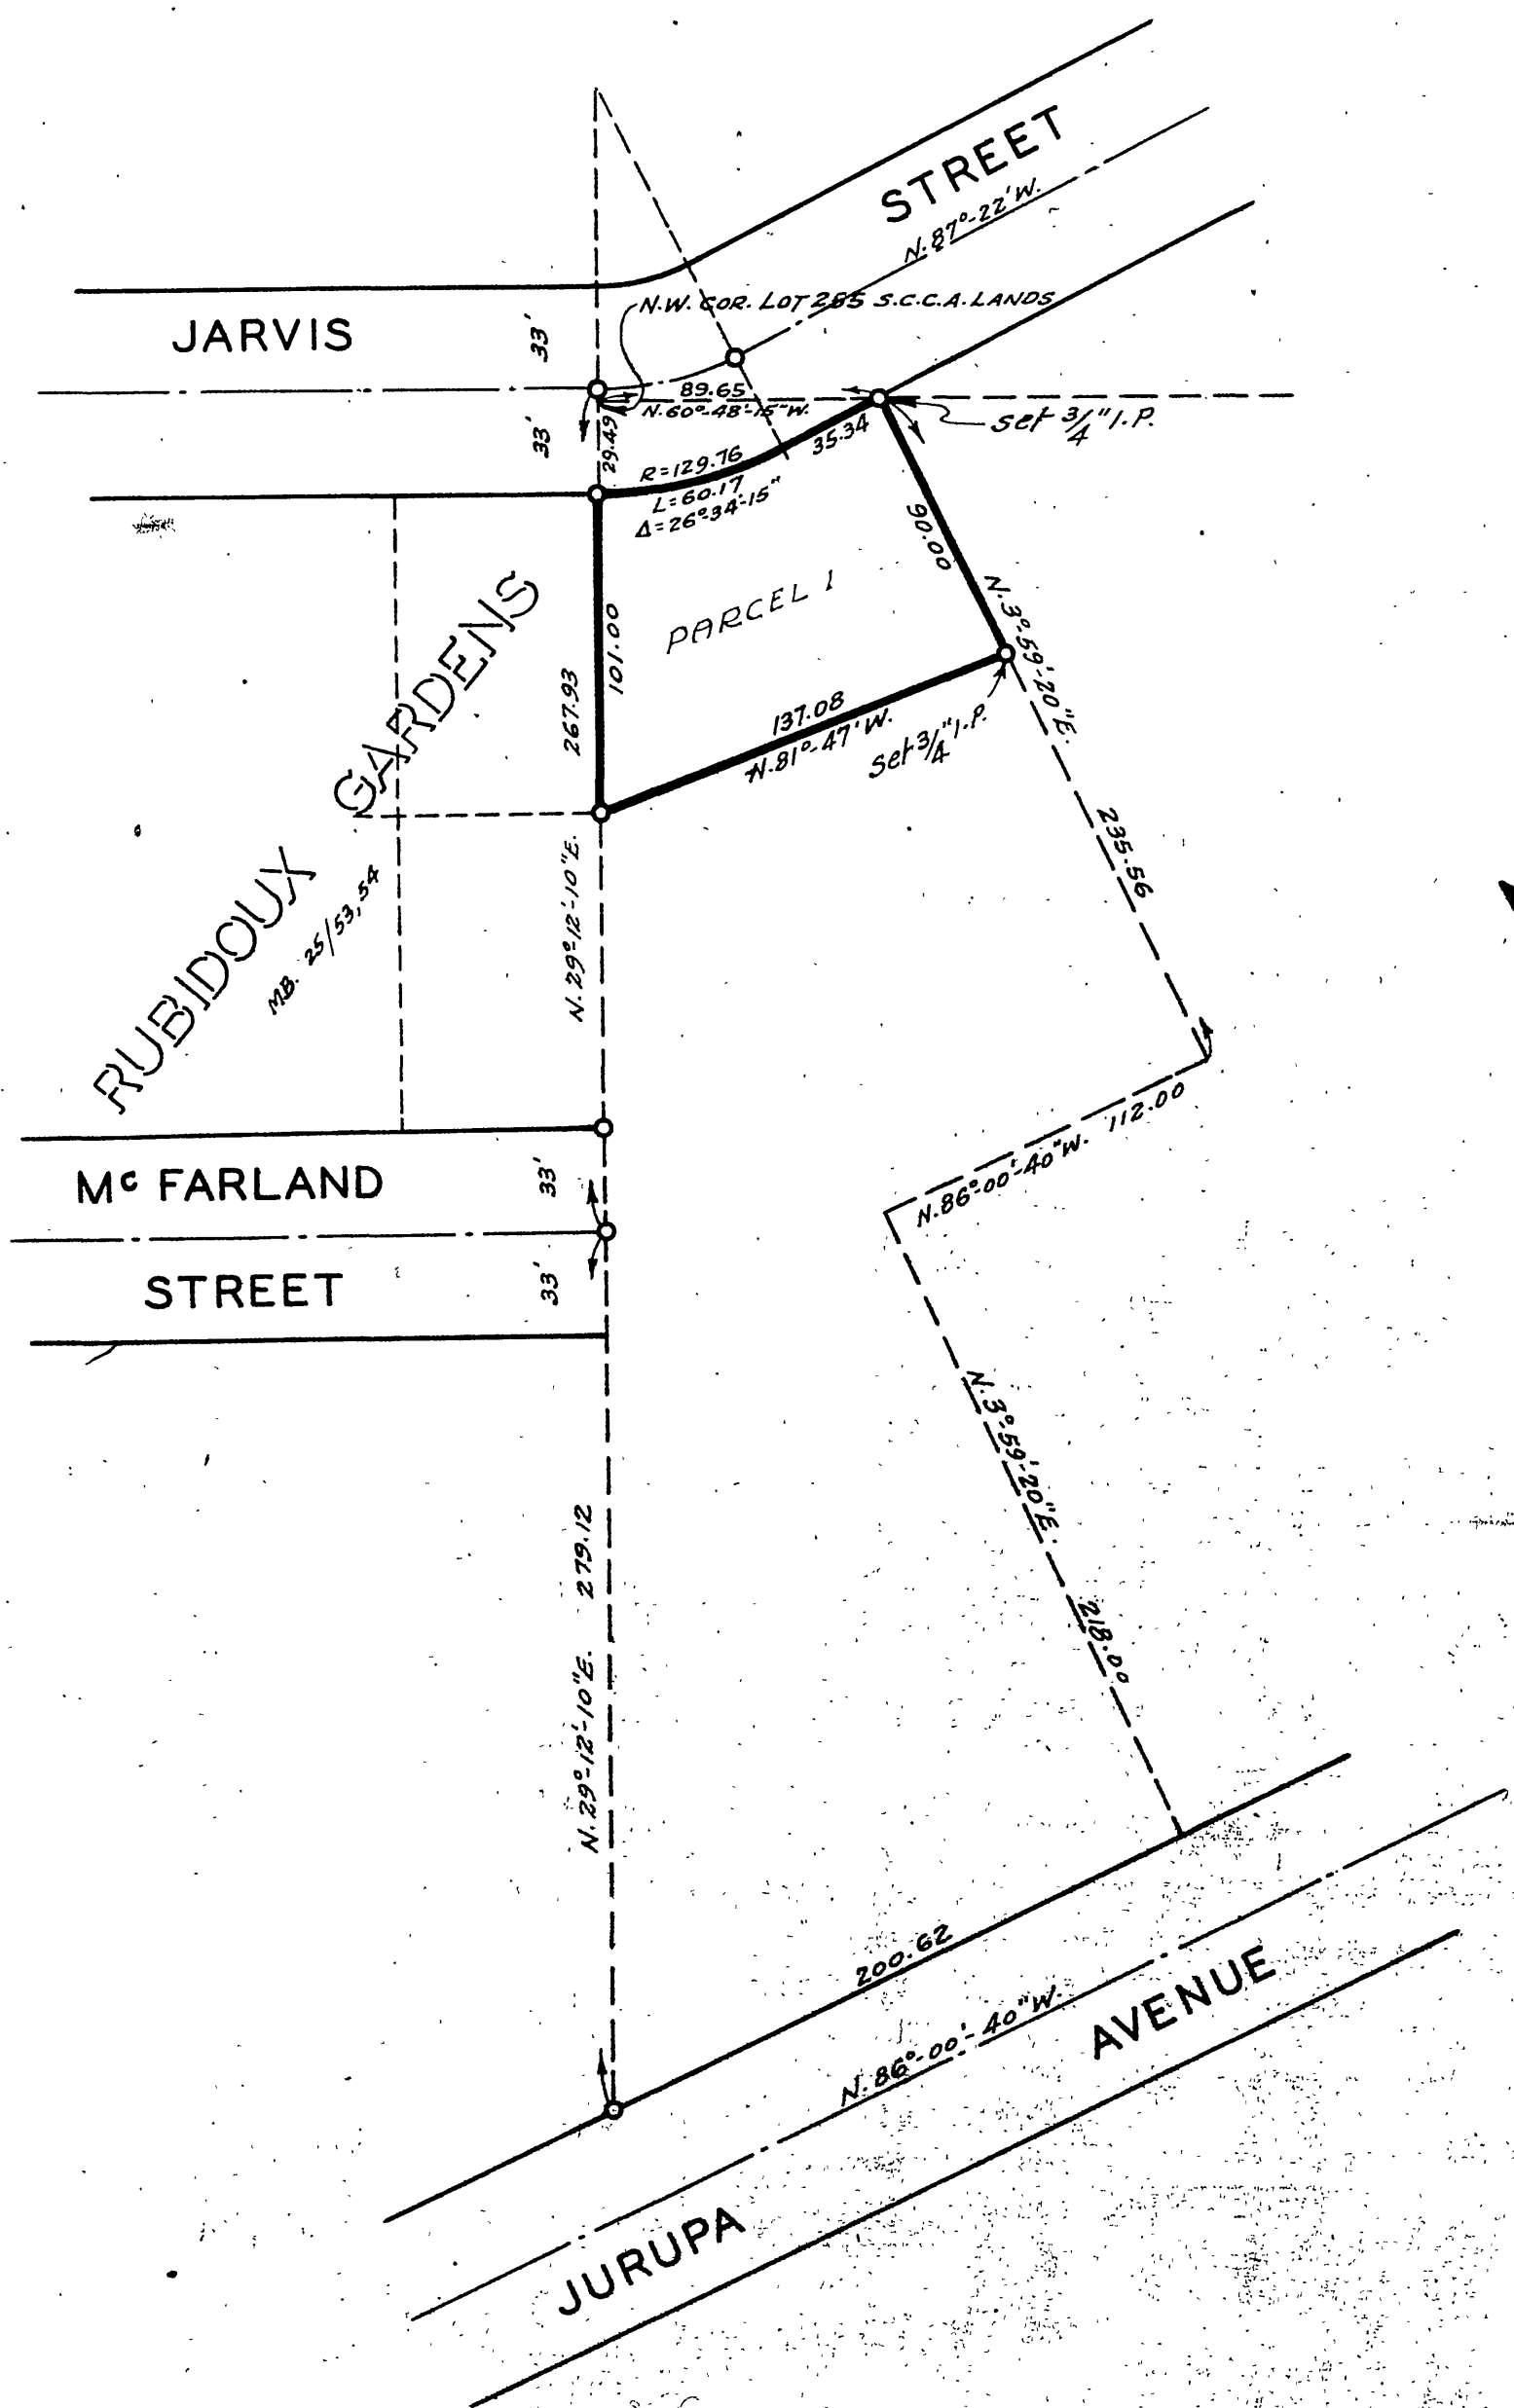 STREET
N.87°-22'W.
JARVIS
33'
N.W. COR. LOT 285 S.C.C.A. LANDS
33'
29.49
89.65
N.60°-48'-15"W.
35.34
set 3/4" I.P.
R=129.76
L=60.17
Δ=26°-34'-15"
90.00
N.3°-59'-20"E.
PARCEL 1
101.00
267.93
137.08
N.81°-47'W.
Set 3/4" I.P.
RUBIDOUX GARDENS
MB. 25/53, 54
N.29°-12'-10"E.
235.56
N.86°-00'-40"W. 112.00
Mc FARLAND
33'
STREET
33'
N.3°-59'-20"E.
218.00
N.29°-12'-10"E. 279.12
200.62
N.86°-00'-40"W.
JURUPA AVENUE